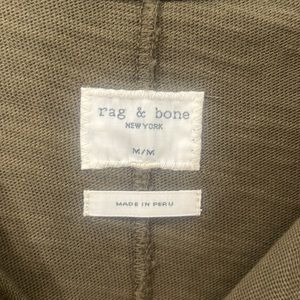 rag & bone
NEW YORK
M/M
MADE IN PERU